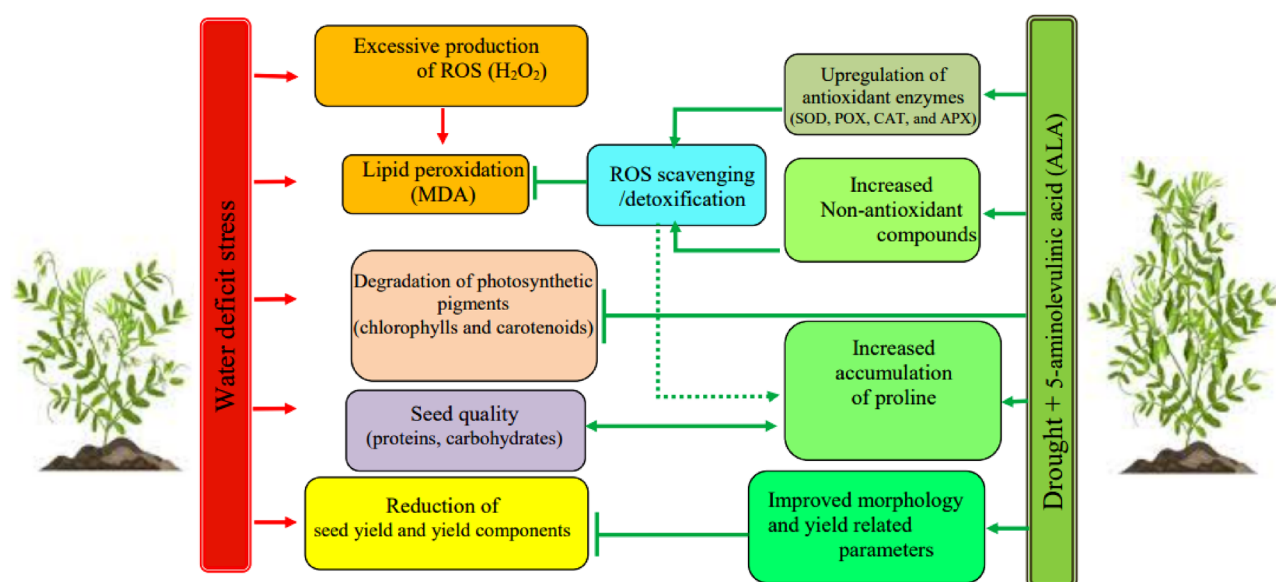 Water deficit stress
Excessive production
of ROS (H₂O₂)
Lipid peroxidation
(MDA)
Degradation of photosynthetic
pigments
(chlorophylls and carotenoids)
Seed quality
(proteins, carbohydrates)
Reduction of
seed yield and yield components
ROS scavenging
/detoxification
Upregulation of
antioxidant enzymes
(SOD, POX, CAT, and APX)
Increased
Non-antioxidant
compounds
Increased
accumulation
of proline
Improved morphology
and yield related
parameters
Drought + 5-aminolevulinic acid (ALA)